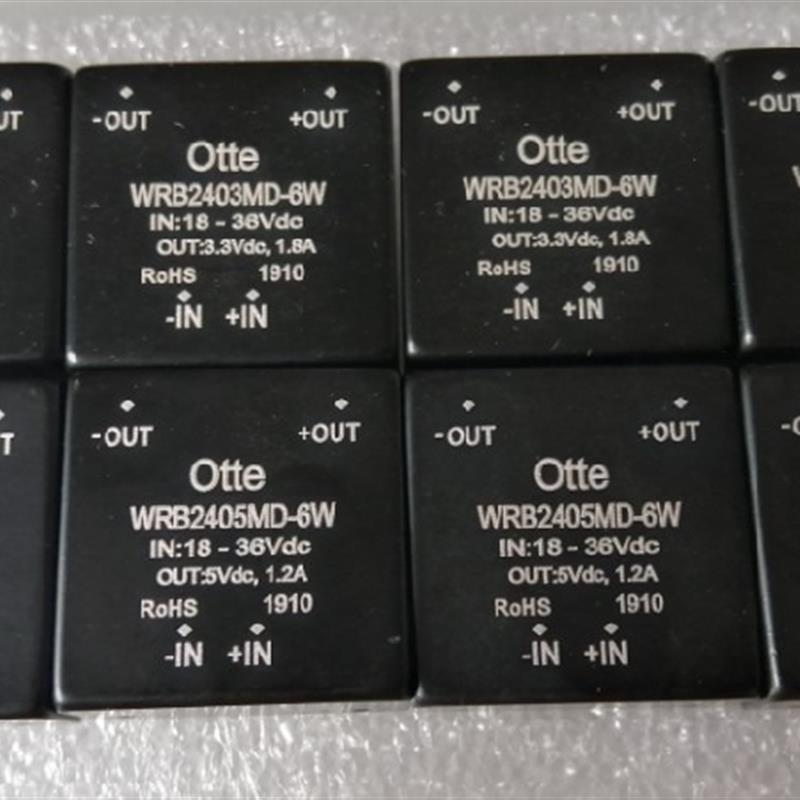 -OUT +OUT
Otte
WRB2403MD-6W
IN:18 - 36Vdc
OUT:3.3Vdc, 1.8A
RoHS 1910
-IN +IN
-OUT +OUT
Otte
WRB2403MD-6W
IN:18 - 36Vdc
OUT:3.3Vdc, 1.8A
RoHS 1910
-IN +IN
-OUT +OUT
Otte
WRB2405MD-6W
IN:18 - 36Vdc
OUT:5Vdc, 1.2A
RoHS 1910
-IN +IN
-OUT +OUT
Otte
WRB2405MD-6W
IN:18 - 36Vdc
OUT:5Vdc, 1.2A
RoHS 1910
-IN +IN